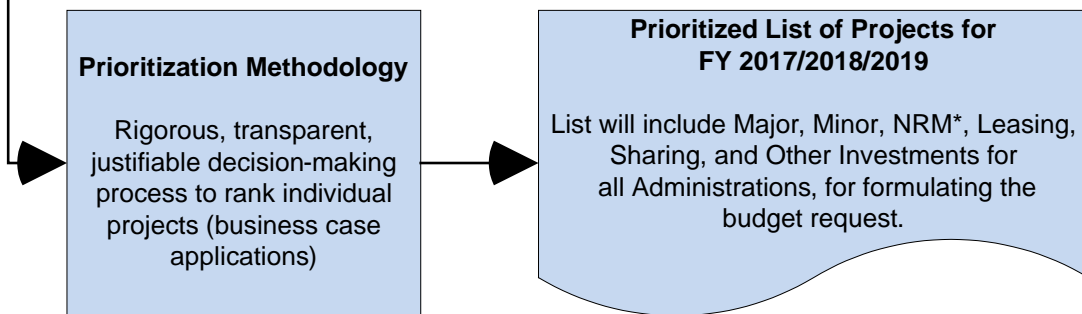 Prioritization Methodology
Rigorous, transparent,
justifiable decision-making
process to rank individual
projects (business case
applications)
Prioritized List of Projects for
FY 2017/2018/2019
List will include Major, Minor, NRM*, Leasing,
Sharing, and Other Investments for
all Administrations, for formulating the
budget request.